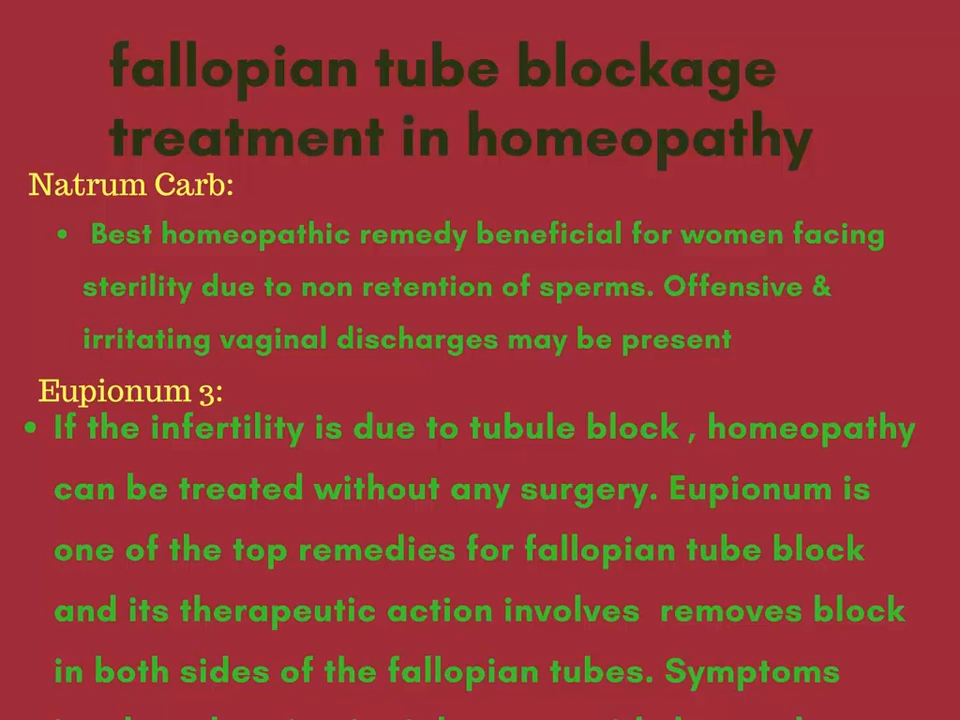 fallopian tube blockage
treatment in homeopathy
Natrum Carb:
• Best homeopathic remedy beneficial for women facing
sterility due to non retention of sperms. Offensive &
irritating vaginal discharges may be present
Eupionum 3:
• If the infertility is due to tubule block , homeopathy
can be treated without any surgery. Eupionum is
one of the top remedies for fallopian tube block
and its therapeutic action involves removes block
in both sides of the fallopian tubes. Symptoms